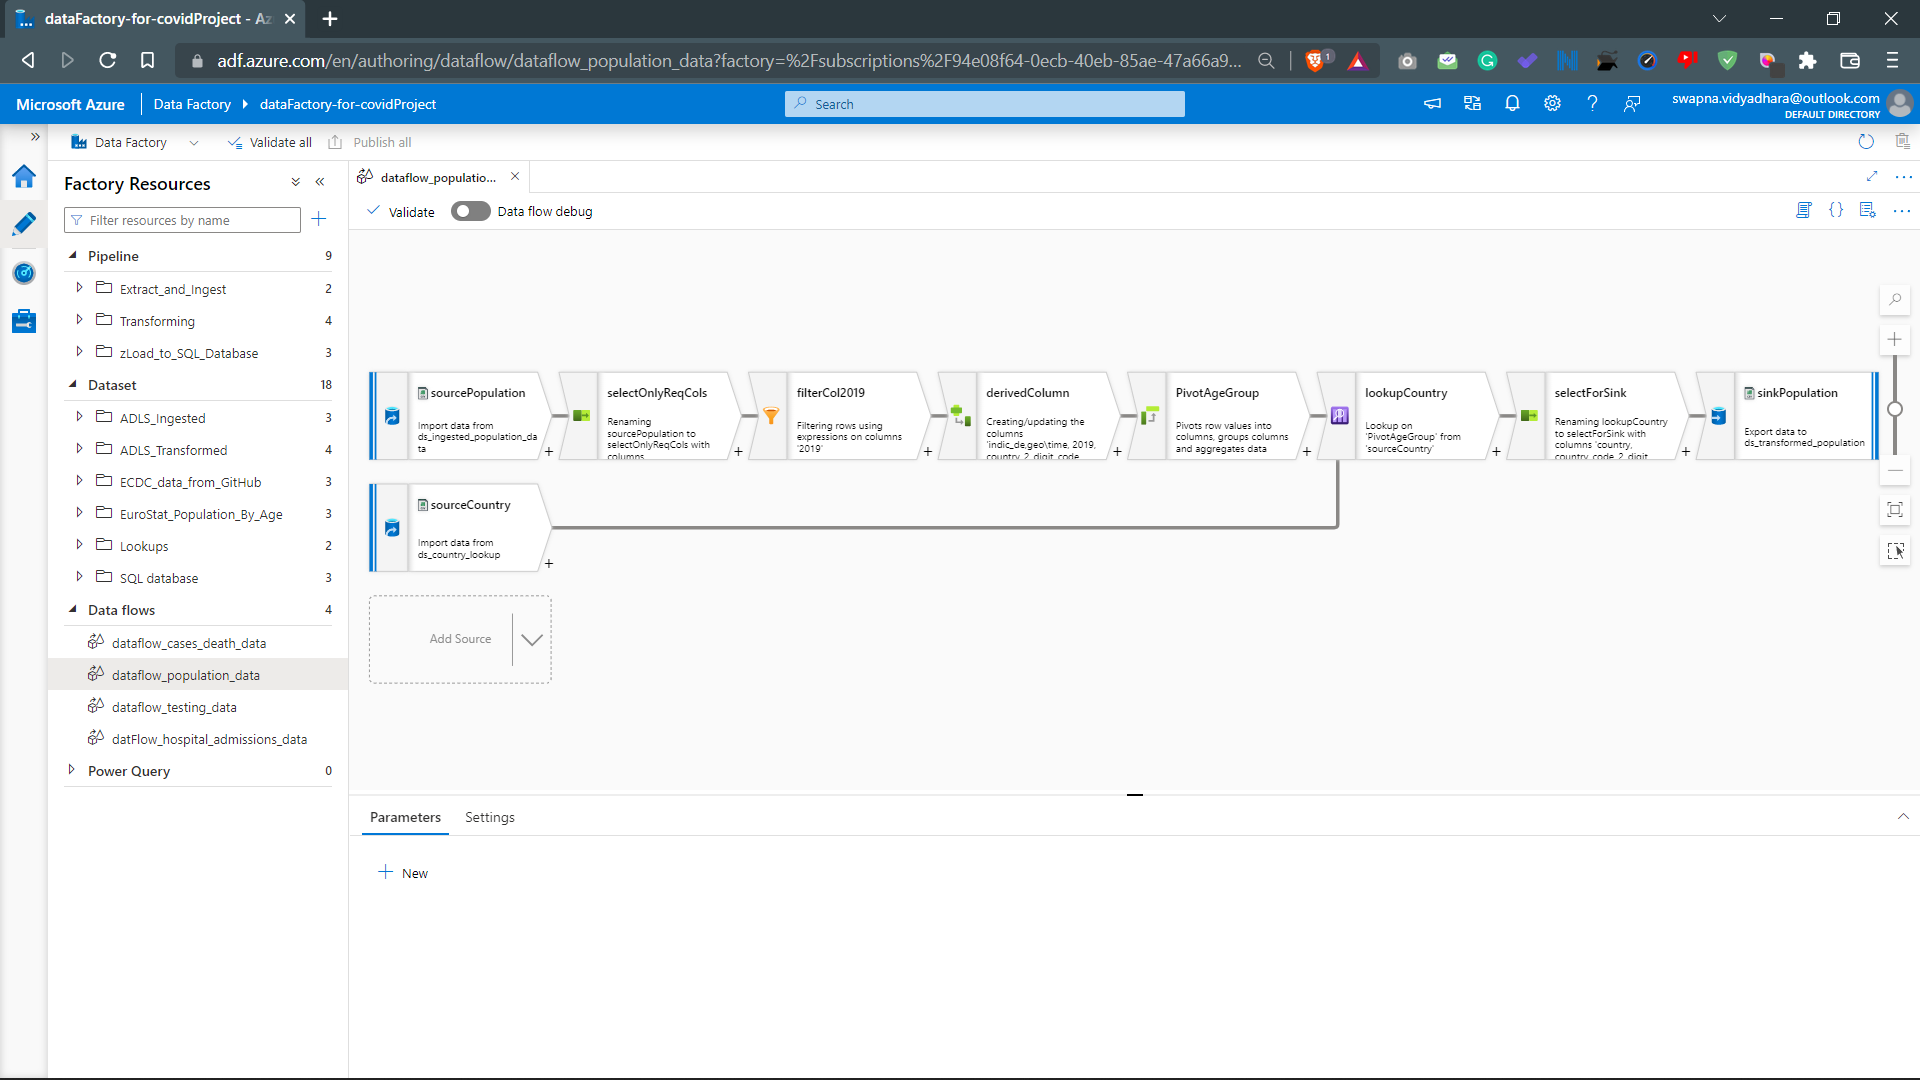 dataFactory-for-covidProject - Az
adf.azure.com/en/authoring/dataflow/dataflow_population_data?factory=%2Fsubscriptions%2F94e08f64-0ecb-40eb-85ae-47a66a9...
1
Microsoft Azure
Data Factory
dataFactory-for-covidProject
Search
swapna.vidyadhara@outlook.com
DEFAULT DIRECTORY
Data Factory
Validate all
Publish all
Factory Resources
Filter resources by name
Pipeline 9
Extract_and_Ingest 2
Transforming 4
zLoad_to_SQL_Database 3
Dataset 18
ADLS_Ingested 3
ADLS_Transformed 4
ECDC_data_from_GitHub 3
EuroStat_Population_By_Age 3
Lookups 2
SQL database 3
Data flows 4
dataflow_cases_death_data
dataflow_population_data
dataflow_testing_data
datFlow_hospital_admissions_data
Power Query 0
dataflow_populatio...
Validate
Data flow debug
sourcePopulation
Import data from
ds_ingested_population_da
ta
selectOnlyReqCols
Renaming
sourcePopulation to
selectOnlyReqCols with
columns
filterCol2019
Filtering rows using
expressions on columns
'2019'
derivedColumn
Creating/updating the
columns
'indic_de,geo\time, 2019,
country_2_digit_code,
PivotAgeGroup
Pivots row values into
columns, groups columns
and aggregates data
lookupCountry
Lookup on
'PivotAgeGroup' from
'sourceCountry'
selectForSink
Renaming lookupCountry
to selectForSink with
columns 'country,
country_code_2_digit,
sinkPopulation
Export data to
ds_transformed_population
sourceCountry
Import data from
ds_country_lookup
Add Source
Parameters
Settings
New